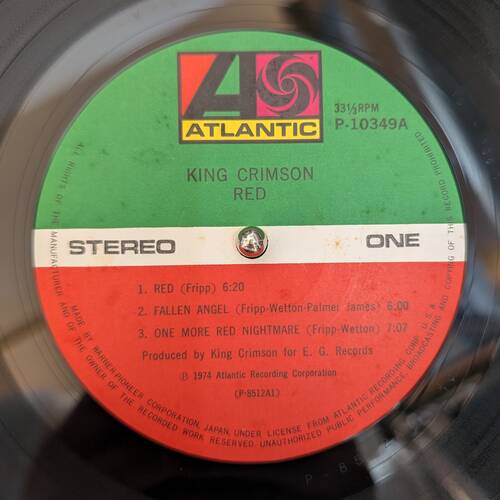 ATLANTIC
33⅓RPM
P-10349A
KING CRIMSON
RED
STEREO
ONE
1. RED (Fripp) 6:20
2. FALLEN ANGEL (Fripp-Wetton-Palmer James) 6:00
3. ONE MORE RED NIGHTMARE (Fripp-Wetton) 7:07
Produced by King Crimson for E. G. Records
℗ 1974 Atlantic Recording Corporation
(P-8512A1)
MADE BY WARNER-PIONEER CORPORATION, JAPAN, UNDER LICENSE FROM ATLANTIC RECORDING CORP., U.S.A.
ALL RIGHTS OF THE MANUFACTURER AND OF THE OWNER OF THE RECORDED WORK RESERVED. UNAUTHORIZED PUBLIC PERFORMANCE, BROADCASTING AND COPYING OF THIS RECORD PROHIBITED